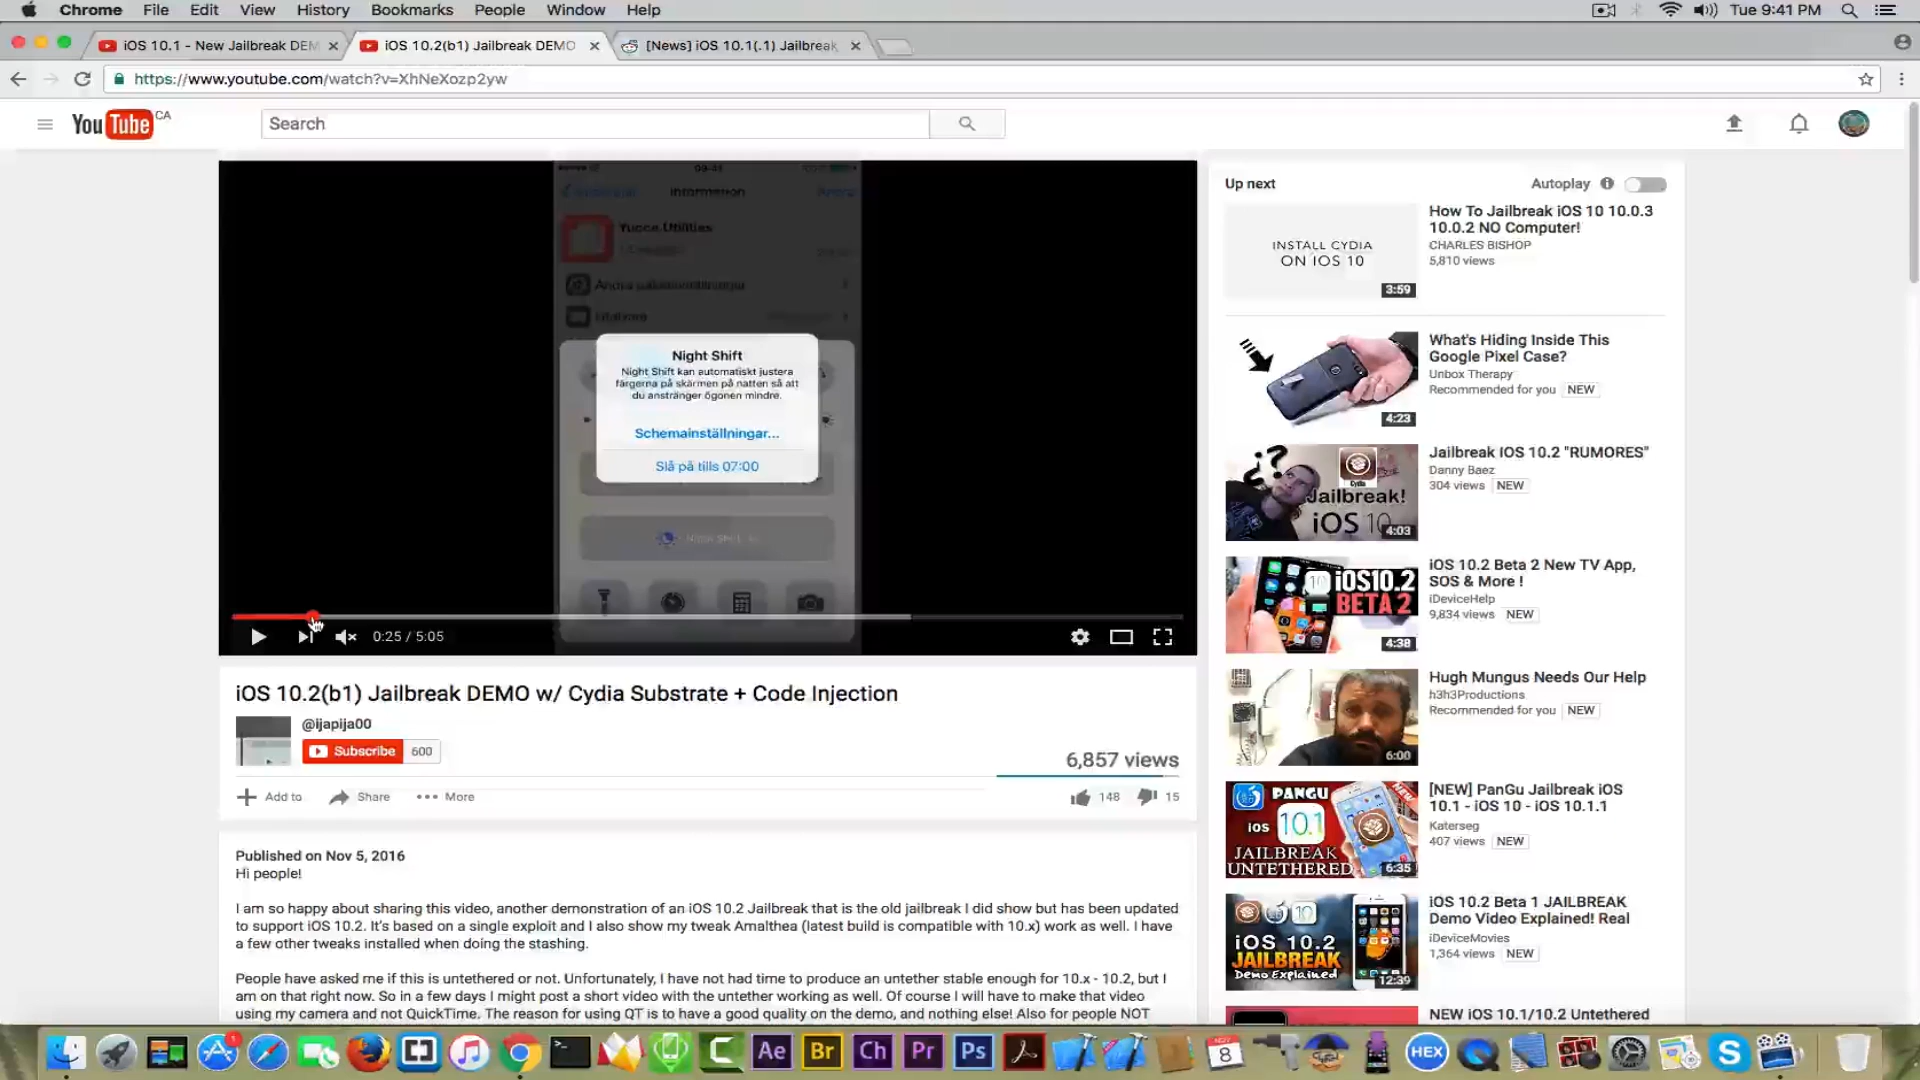 Chrome File Edit View History Bookmarks People Window Help Tue 9:41 PM
iOS 10.1 - New Jailbreak DEM iOS 10.2(b1) Jailbreak DEMO [News] iOS 10.1(.1) Jailbreak
https://www.youtube.com/watch?v=XhNeXozp2yw
YouTube CA Search
09:41
Information
Yucca Utilities
Night Shift
Night Shift kan automatiskt justera
färgerna på skärmen på natten så att
du anstränger ögonen mindre.
Schemainställningar...
Slå på tills 07:00
0:25 / 5:05
iOS 10.2(b1) Jailbreak DEMO w/ Cydia Substrate + Code Injection
@ijapija00
Subscribe 600
6,857 views
Add to Share More 148 15
Published on Nov 5, 2016
Hi people!
I am so happy about sharing this video, another demonstration of an iOS 10.2 Jailbreak that is the old jailbreak I did show but has been updated
to support iOS 10.2. It's based on a single exploit and I also show my tweak Amalthea (latest build is compatible with 10.x) work as well. I have
a few other tweaks installed when doing the stashing.
People have asked me if this is untethered or not. Unfortunately, I have not had time to produce an untether stable enough for 10.x - 10.2, but I
am on that right now. So in a few days I might post a short video with the untether working as well. Of course I will have to make that video
using my camera and not QuickTime. The reason for using QT is to have a good quality on the demo, and nothing else! Also for people NOT
Up next Autoplay
INSTALL CYDIA
ON IOS 10
3:59
How To Jailbreak iOS 10 10.0.3
10.0.2 NO Computer!
CHARLES BISHOP
5,810 views
4:23
What's Hiding Inside This
Google Pixel Case?
Unbox Therapy
Recommended for you NEW
Cydia
Jailbreak!
iOS 10
4:03
Jailbreak IOS 10.2 "RUMORES"
Danny Baez
304 views NEW
iOS10.2
BETA 2
4:38
iOS 10.2 Beta 2 New TV App,
SOS & More !
iDeviceHelp
9,834 views NEW
6:00
Hugh Mungus Needs Our Help
h3h3Productions
Recommended for you NEW
PANGU
iOS 10.1
JAILBREAK
UNTETHERED
NEW
6:35
[NEW] PanGu Jailbreak iOS
10.1 - iOS 10 - iOS 10.1.1
Katerseg
407 views NEW
10
iOS 10.2
JAILBREAK
Demo Explained
12:39
iOS 10.2 Beta 1 JAILBREAK
Demo Video Explained! Real
iDeviceMovies
1,364 views NEW
NEW iOS 10.1/10.2 Untethered
1 C Ae Br Ch Pr Ps NOV 8 HEX S